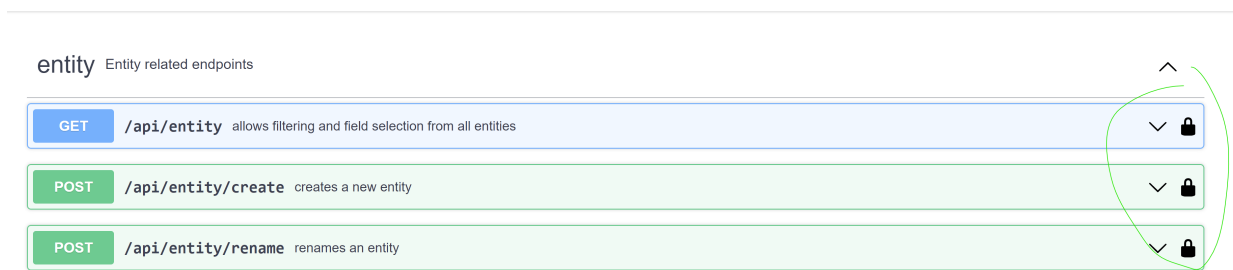 entity Entity related endpoints
GET /api/entity allows filtering and field selection from all entities
POST /api/entity/create creates a new entity
POST /api/entity/rename renames an entity